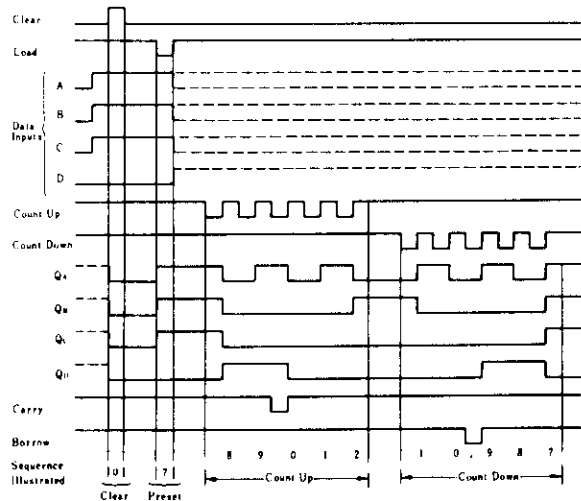 Clear
Load
A
B
Data
Inputs
C
D
Count Up
Count Down
QA
QB
QC
QD
Carry
Borrow
Sequence
Illustrated
0 7 8 9 0 1 2 1 0 9 8 7
Clear Preset Count Up Count Down